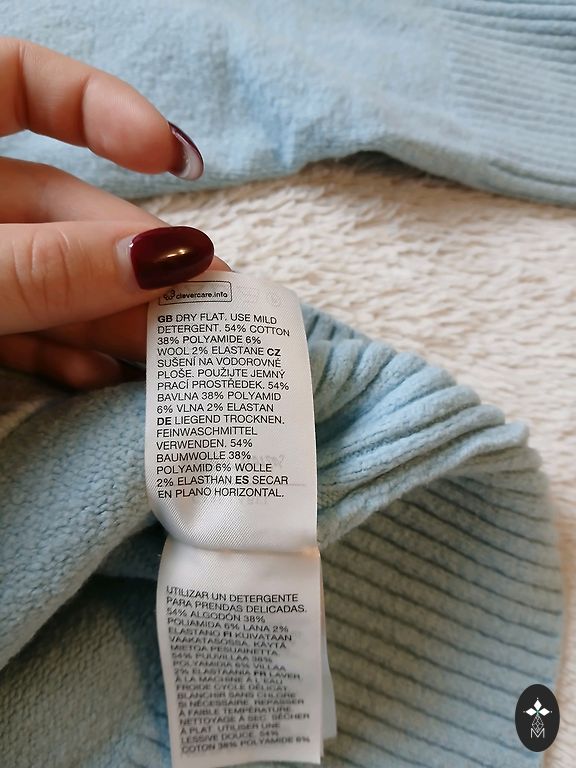 clevercare.info
GB DRY FLAT. USE MILD
DETERGENT. 54% COTTON
38% POLYAMIDE 6%
WOOL 2% ELASTANE CZ
SUŠENÍ NA VODOROVNÉ
PLOŠE. POUŽIJTE JEMNÝ
PRACÍ PROSTŘEDEK. 54%
BAVLNA 38% POLYAMID
6% VLNA 2% ELASTAN
DE LIEGEND TROCKNEN.
FEINWASCHMITTEL
VERWENDEN. 54%
BAUMWOLLE 38%
POLYAMID 6% WOLLE
2% ELASTHAN ES SECAR
EN PLANO HORIZONTAL.
UTILIZAR UN DETERGENTE
PARA PRENDAS DELICADAS.
54% ALGODÓN 38%
POLIAMIDA 6% LANA 2%
ELASTANO FI KUIVATAAN
VAAKATASOSSA. KÄYTÄ
MIETOA PESUAINETTA
54% PUUVILLAA 38%
POLYAMIDIA 6% VILLAA
2% ELASTAANIA FR LAVER
À LA MACHINE À L'EAU
FROIDE CYCLE DÉLICAT.
BLANCHIR SANS CHLORE
SI NÉCESSAIRE. REPASSER
À FAIBLE TEMPÉRATURE.
NETTOYAGE À SEC. SÉCHER
À PLAT. UTILISER UNE
LESSIVE DOUCE. 54%
COTON 38% POLYAMIDE 6%